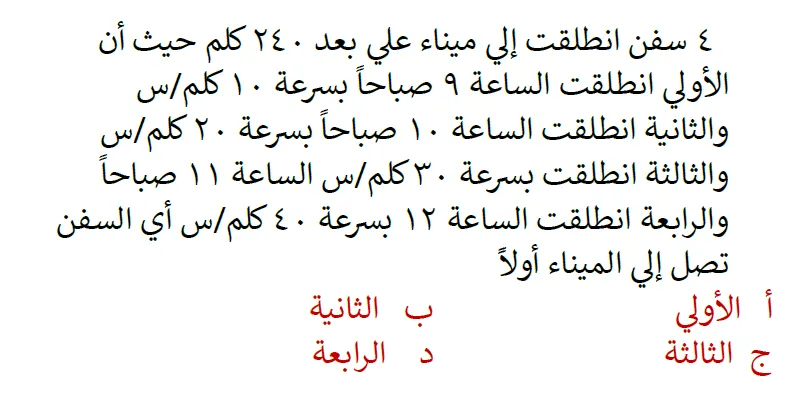 ٤ سفن انطلقت إلي ميناء علي بعد ٢٤٠ كلم حيث أن
الأولي انطلقت الساعة ٩ صباحاً بسرعة ١٠ كلم/س
والثانية انطلقت الساعة ١٠ صباحاً بسرعة ٢٠ كلم/س
والثالثة انطلقت بسرعة ٣٠ كلم/س الساعة ١١ صباحاً
والرابعة انطلقت الساعة ١٢ بسرعة ٤٠ كلم/س أي السفن
تصل إلي الميناء أولاً
أ الأولي ب الثانية
ج الثالثة د الرابعة